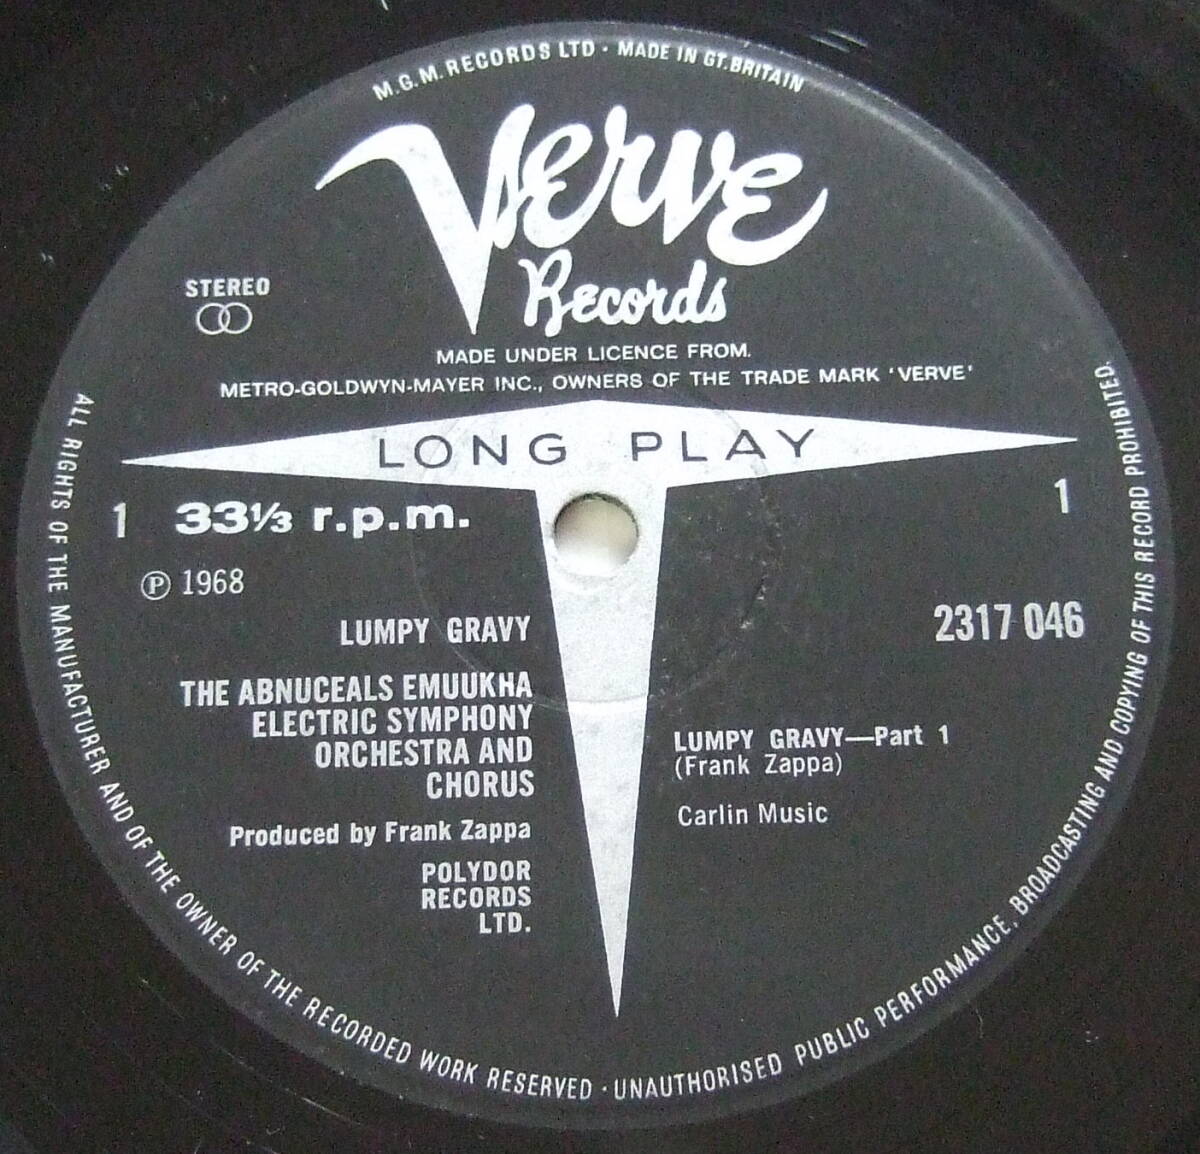 M.G.M. RECORDS LTD · MADE IN GT. BRITAIN
Verve
Records
STEREO
MADE UNDER LICENCE FROM.
METRO-GOLDWYN-MAYER INC., OWNERS OF THE TRADE MARK 'VERVE'
LONG PLAY
1 33⅓ r.p.m.
1
℗ 1968
2317 046
LUMPY GRAVY
THE ABNUCEALS EMUUKHA
ELECTRIC SYMPHONY
ORCHESTRA AND
CHORUS
Produced by Frank Zappa
POLYDOR
RECORDS
LTD.
LUMPY GRAVY—Part 1
(Frank Zappa)
Carlin Music
ALL RIGHTS OF THE MANUFACTURER AND OF THE OWNER OF THE RECORDED WORK RESERVED · UNAUTHORISED PUBLIC PERFORMANCE, BROADCASTING AND COPYING OF THIS RECORD PROHIBITED.